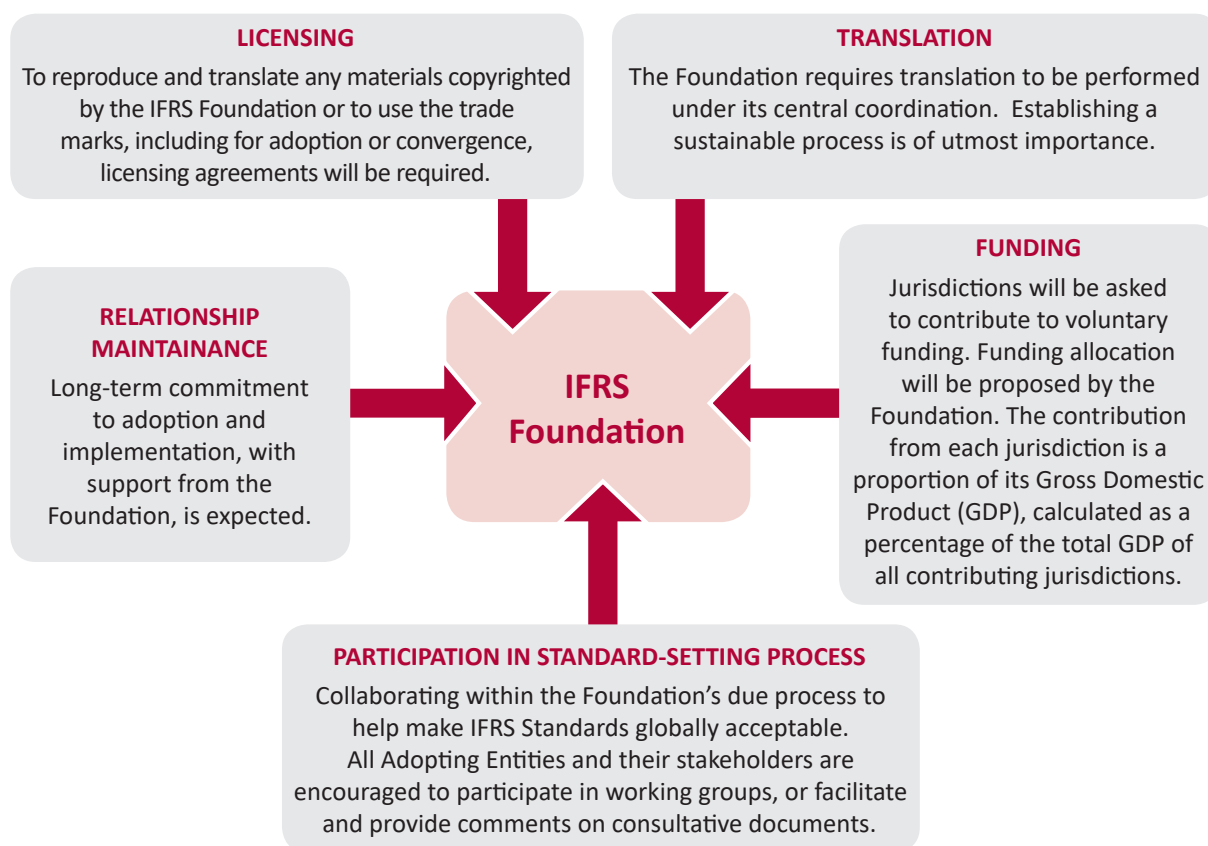 LICENSING
To reproduce and translate any materials copyrighted
by the IFRS Foundation or to use the trade
marks, including for adoption or convergence,
licensing agreements will be required.
TRANSLATION
The Foundation requires translation to be performed
under its central coordination.  Establishing a
sustainable process is of utmost importance.
RELATIONSHIP
MAINTAINANCE
Long-term commitment
to adoption and
implementation, with
support from the
Foundation, is expected.
IFRS
Foundation
FUNDING
Jurisdictions will be asked
to contribute to voluntary
funding. Funding allocation
will be proposed by the
Foundation. The contribution
from each jurisdiction is a
proportion of its Gross Domestic
Product (GDP), calculated as a
percentage of the total GDP of
all contributing jurisdictions.
PARTICIPATION IN STANDARD-SETTING PROCESS
Collaborating within the Foundation’s due process to
help make IFRS Standards globally acceptable.
All Adopting Entities and their stakeholders are
encouraged to participate in working groups, or facilitate
and provide comments on consultative documents.